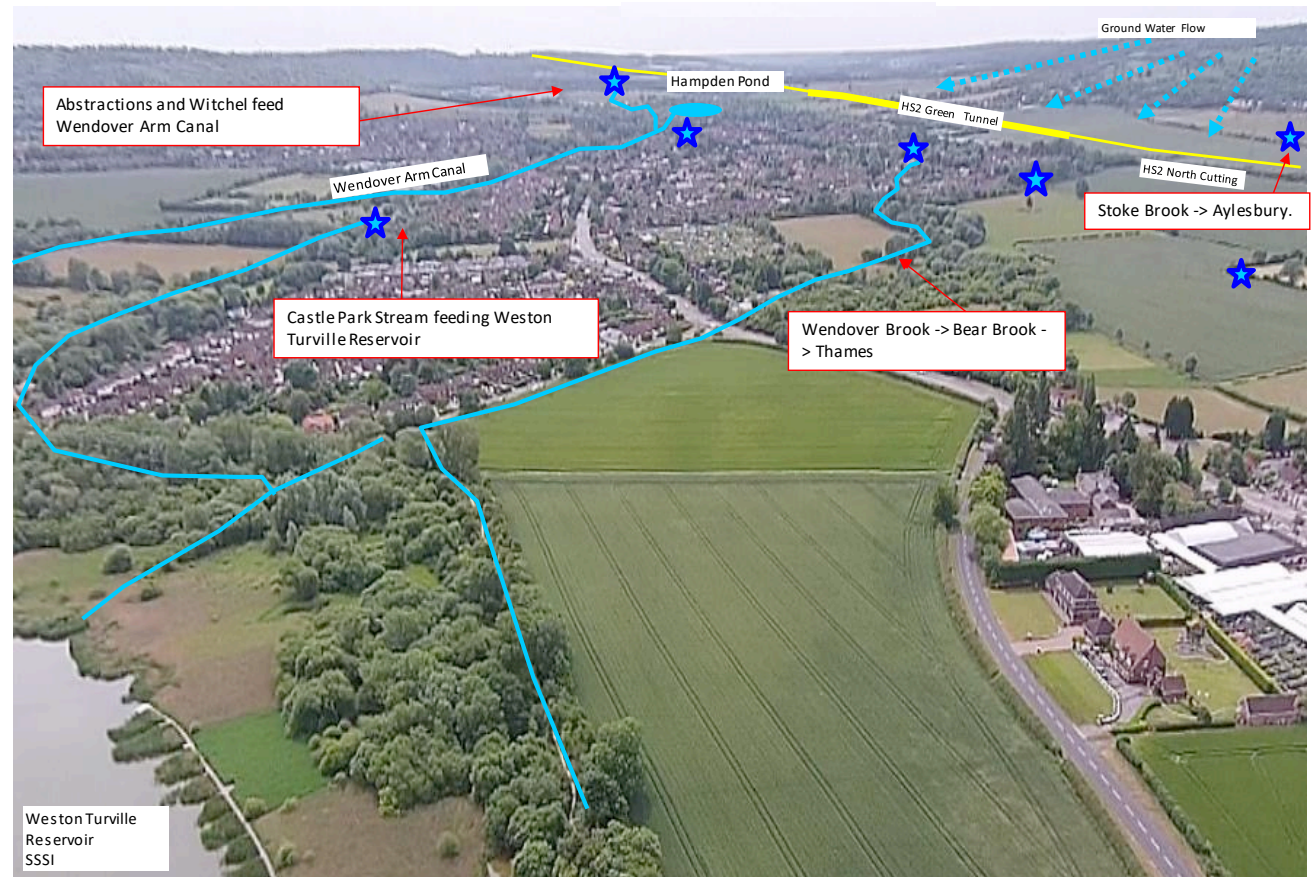 Ground Water Flow
Hampden Pond
Abstractions and Witchel feed
Wendover Arm Canal
HS2 Green Tunnel
HS2 North Cutting
Wendover Arm Canal
Stoke Brook -> Aylesbury.
Castle Park Stream feeding Weston
Turville Reservoir
Wendover Brook -> Bear Brook -
> Thames
Weston Turville
Reservoir
SSSI